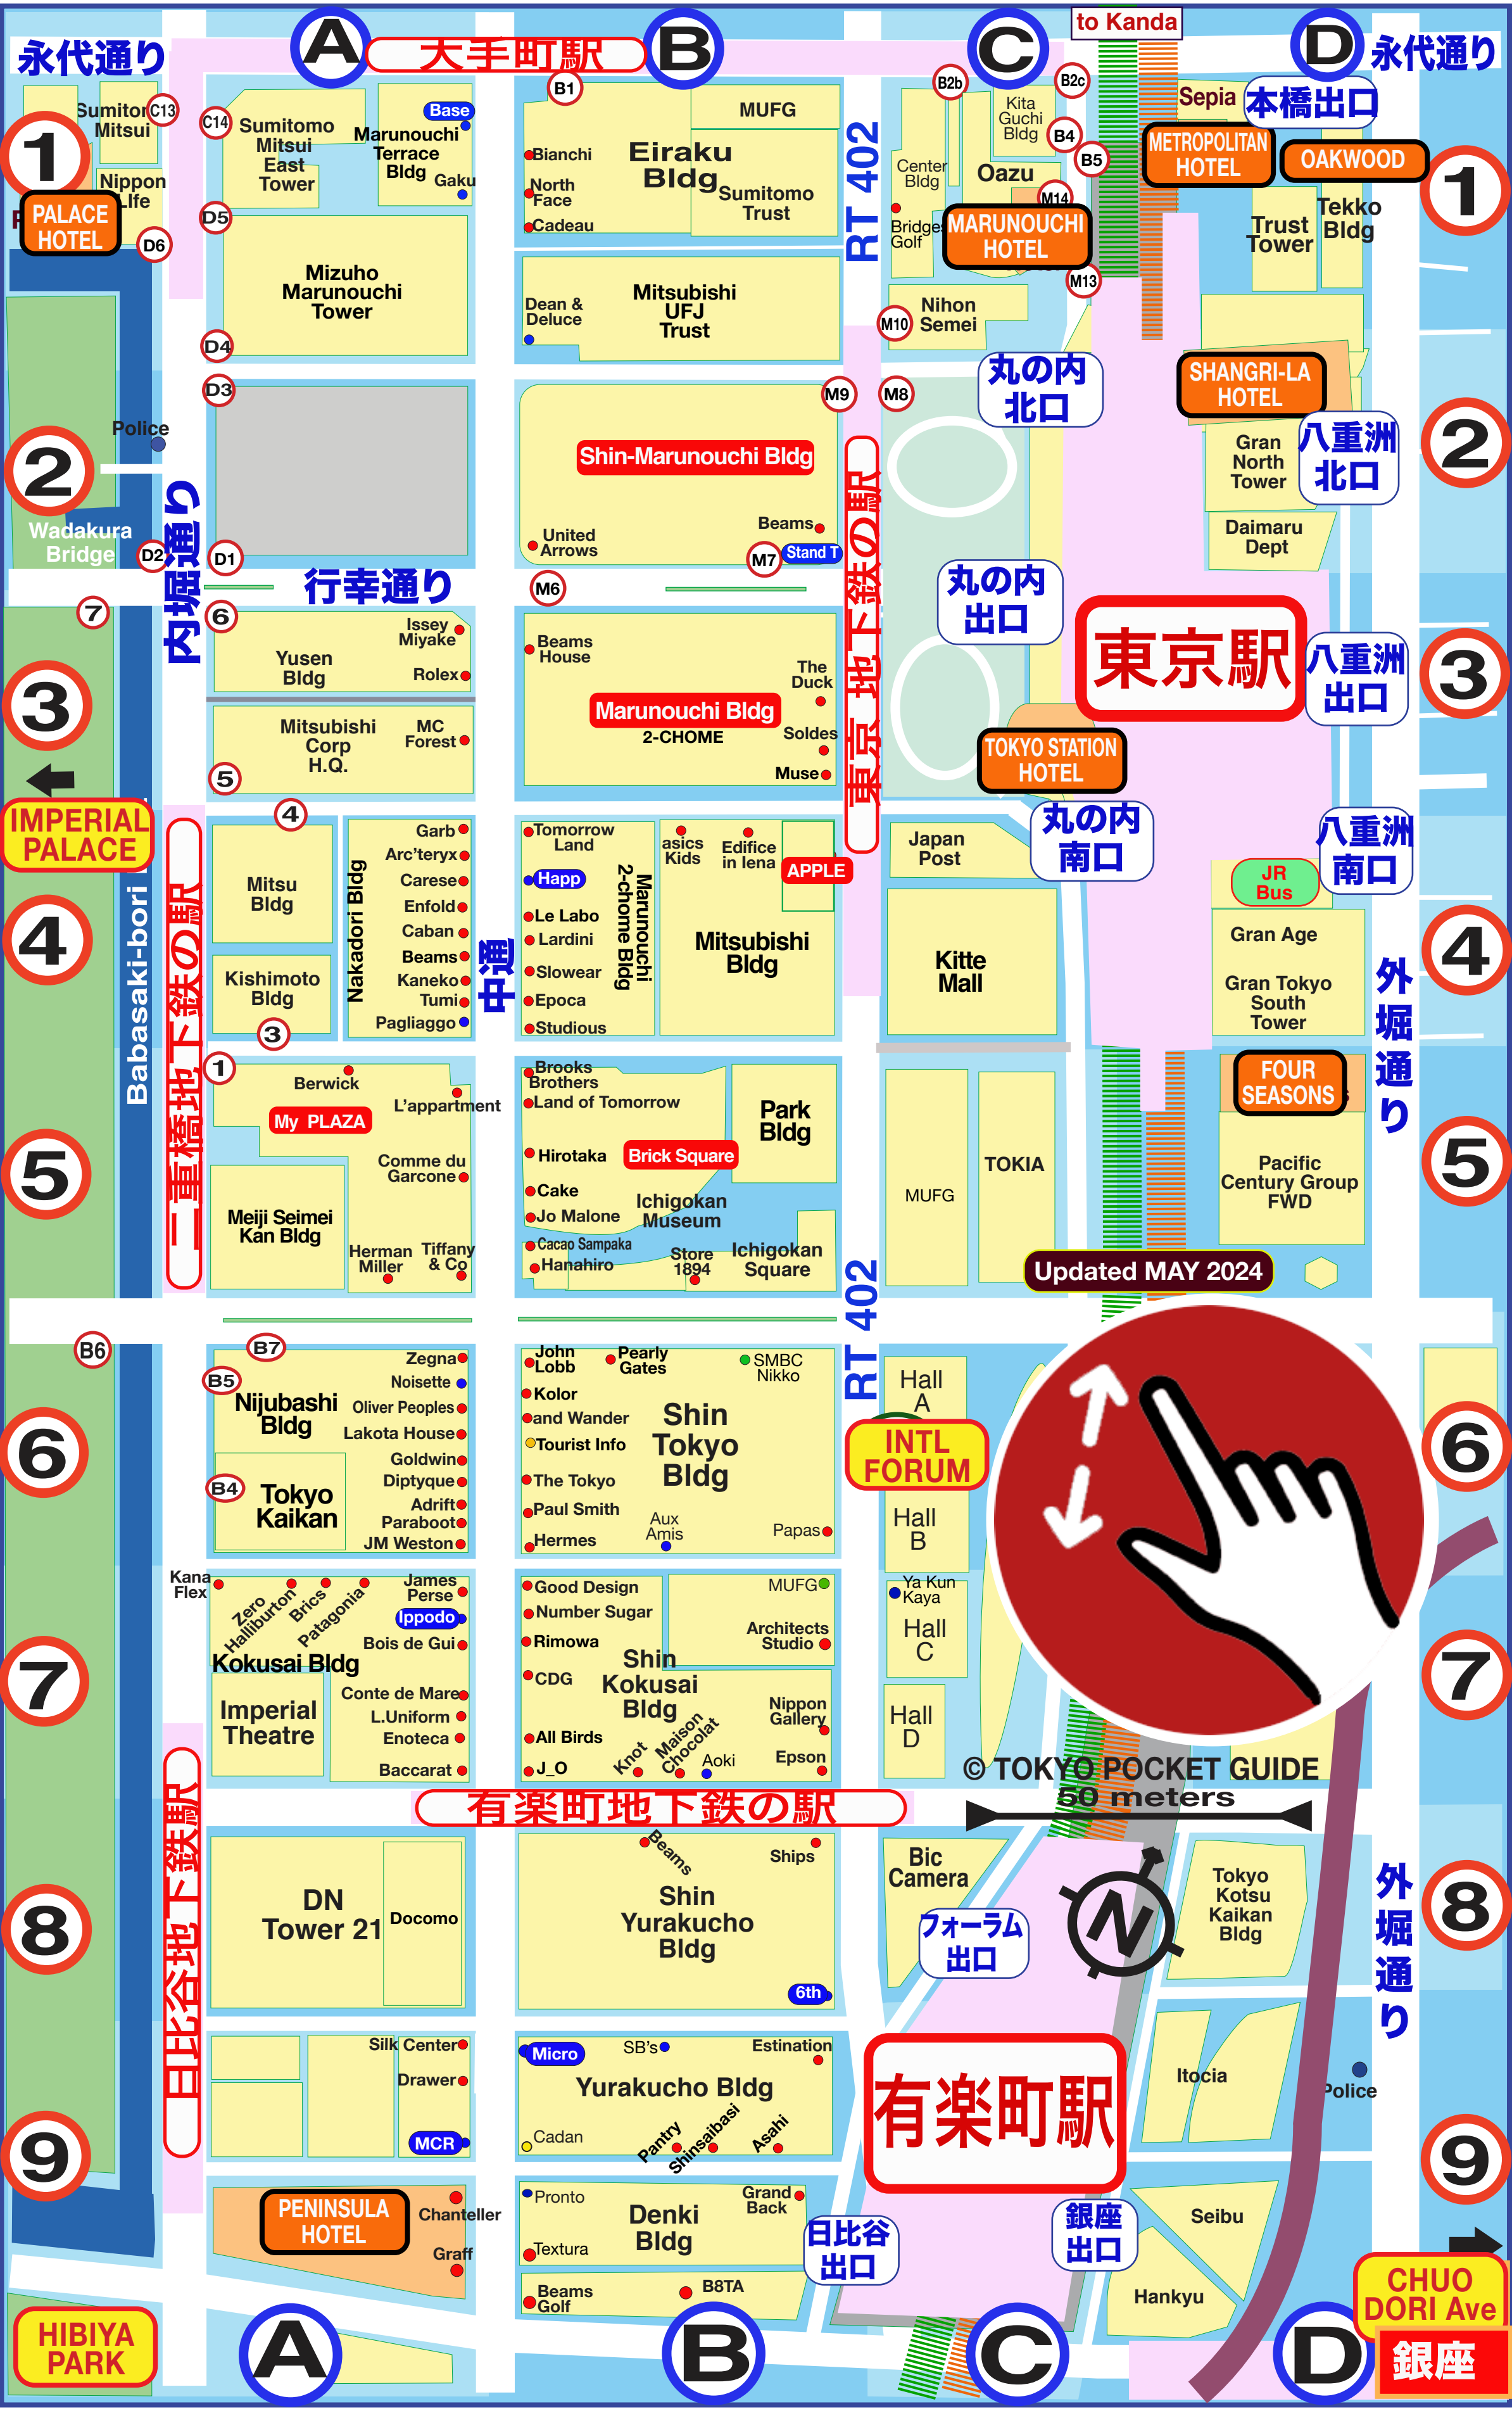 to Kanda
A
大手町駅
B
C
D
永代通り
永代通り
B1
B2b
B2c
Sepia
本橋出口
Sumitomo
Mitsui
C13
C14
Sumitomo
Mitsui
East
Tower
Base
Marunouchi
Terrace
Bldg
Gaku
MUFG
Bianchi
North
Face
Cadeau
Eiraku
Bldg
Sumitomo
Trust
RT 402
Kita
Guchi
Bldg
B4
B5
Center
Bldg
Oazu
M14
Bridges
Golf
MARUNOUCHI
HOTEL
METROPOLITAN
HOTEL
OAKWOOD
1
1
Nippon
LIfe
PALACE
HOTEL
D5
D6
Trust
Tower
Tekko
Bldg
Mizuho
Marunouchi
Tower
D4
Dean &
Deluce
Mitsubishi
UFJ
Trust
M13
Nihon
Semei
M10
丸の内
北口
SHANGRI-LA
HOTEL
D3
M9
M8
2
2
Police
Shin-Marunouchi Bldg
Gran
North
Tower
八重洲
北口
Wadakura
Bridge
D2
D1
内堀通り
United
Arrows
Beams
M7
Stand T
東京 地下鉄の駅
Daimaru
Dept
行幸通り
M6
丸の内
出口
7
6
Issey
Miyake
Yusen
Bldg
Rolex
Beams
House
The
Duck
東京駅
八重洲
出口
3
3
Mitsubishi
Corp
H.Q.
MC
Forest
5
Marunouchi Bldg
2-CHOME
Soldes
Muse
TOKYO STATION
HOTEL
IMPERIAL
PALACE
4
Japan
Post
丸の内
南口
八重洲
南口
Garb
Arc'teryx
Carese
Enfold
Caban
Beams
Kaneko
Tumi
Pagliaggo
Mitsu
Bldg
Nakadori Bldg
Kishimoto
Bldg
3
中通
Tomorrow
Land
Happ
Le Labo
Lardini
Slowear
Epoca
Studious
Marunouchi
2-chome Bldg
asics
Kids
Edifice
in Iena
APPLE
Mitsubishi
Bldg
Kitte
Mall
JR
Bus
Gran Age
Gran Tokyo
South
Tower
4
4
Babasaki-bori
二重橋地下鉄の駅
外堀通り
1
Berwick
L'appartment
My PLAZA
Comme du
Garcone
Meiji Seimei
Kan Bldg
Herman
Miller
Tiffany
& Co
Brooks
Brothers
Land of Tomorrow
Hirotaka
Brick Square
Cake
Jo Malone
Ichigokan
Museum
Cacao Sampaka
Hanahiro
Store
1894
Ichigokan
Square
Park
Bldg
MUFG
TOKIA
FOUR
SEASONS
Pacific
Century Group
FWD
5
5
Updated MAY 2024
RT 402
B6
B7
B5
Nijubashi
Bldg
B4
Tokyo
Kaikan
Zegna
Noisette
Oliver Peoples
Lakota House
Goldwin
Diptyque
Adrift
Paraboot
JM Weston
John
Lobb
Pearly
Gates
SMBC
Nikko
Kolor
and Wander
Tourist Info
The Tokyo
Paul Smith
Hermes
Shin
Tokyo
Bldg
Aux
Amis
Papas
Hall
A
INTL
FORUM
Hall
B
6
6
Kana
Flex
Zero
Halliburton
Brics
Patagonia
James
Perse
Ippodo
Bois de Gui
Kokusai Bldg
Imperial
Theatre
Conte de Mare
L.Uniform
Enoteca
Baccarat
Good Design
Number Sugar
Rimowa
CDG
All Birds
J_O
Shin
Kokusai
Bldg
Knot
Maison
Chocolat
Aoki
MUFG
Architects
Studio
Nippon
Gallery
Epson
Ya Kun
Kaya
Hall
C
Hall
D
7
7
© TOKYO POCKET GUIDE
50 meters
有楽町地下鉄の駅
日比谷地下鉄駅
DN
Tower 21
Docomo
Beams
Ships
Shin
Yurakucho
Bldg
6th
Bic
Camera
フォーラム
出口
N
Tokyo
Kotsu
Kaikan
Bldg
外堀通り
8
8
Silk Center
Drawer
MCR
Micro
SB's
Estination
Yurakucho Bldg
Cadan
Pantry
Shinsaibasi
Asahi
有楽町駅
Itocia
Police
9
9
PENINSULA
HOTEL
Chanteller
Graff
Pronto
Textura
Denki
Bldg
Grand
Back
Beams
Golf
B8TA
日比谷
出口
銀座
出口
Seibu
Hankyu
CHUO
DORI Ave
銀座
HIBIYA
PARK
A
B
C
D